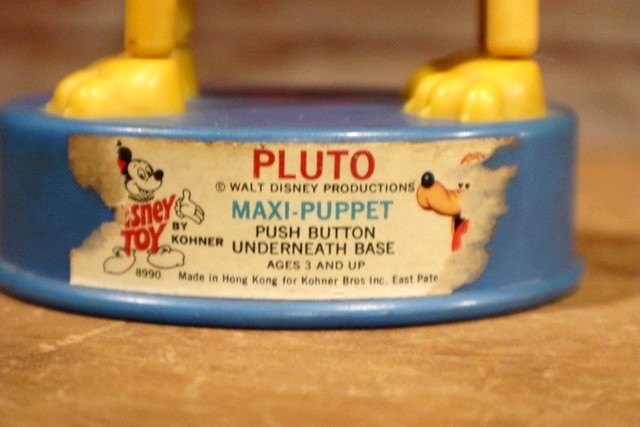 PLUTO
© WALT DISNEY PRODUCTIONS
MAXI-PUPPET
PUSH BUTTON
UNDERNEATH BASE
AGES 3 AND UP
Made in Hong Kong for Kohner Bros Inc. East Pate
ISNEY
TOY
BY
KOHNER
8990